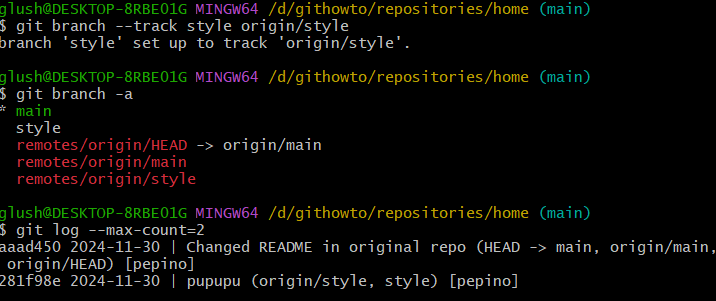 glush@DESKTOP-8RBE01G MINGW64 /d/githowto/repositories/home (main)
$ git branch --track style origin/style
branch 'style' set up to track 'origin/style'.
glush@DESKTOP-8RBE01G MINGW64 /d/githowto/repositories/home (main)
$ git branch -a
* main
style
remotes/origin/HEAD -> origin/main
remotes/origin/main
remotes/origin/style
glush@DESKTOP-8RBE01G MINGW64 /d/githowto/repositories/home (main)
$ git log --max-count=2
aaad450 2024-11-30 | Changed README in original repo (HEAD -> main, origin/main,
origin/HEAD) [pepino]
281f98e 2024-11-30 | pupupu (origin/style, style) [pepino]